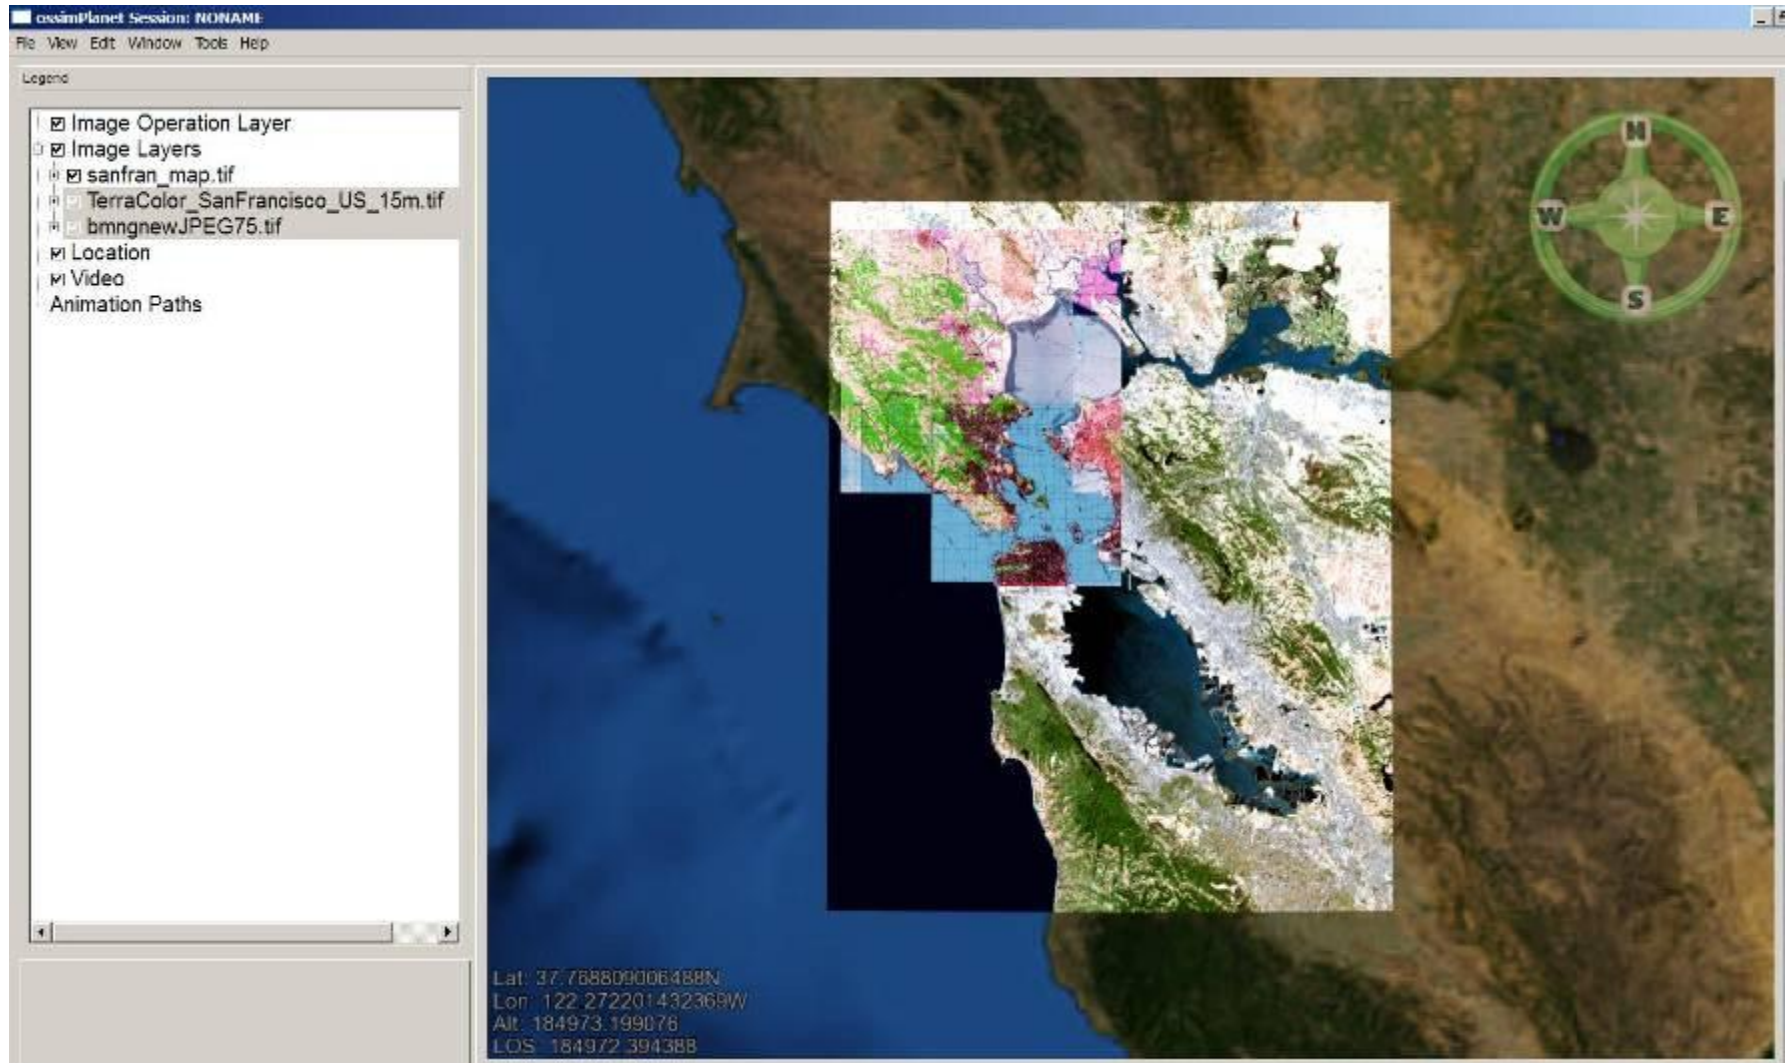 ossimPlanet Session: NONAME
File View Edit Window Tools Help
Legend
Image Operation Layer
Image Layers
sanfran_map.tif
TerraColor_SanFrancisco_US_15m.tif
bmngnewJPEG75.tif
Location
Video
Animation Paths
N
W E
S
Lat: 37.768809006488N
Lon: 122.272201432369W
Alt: 184973.199076
LOS: 184972.394388